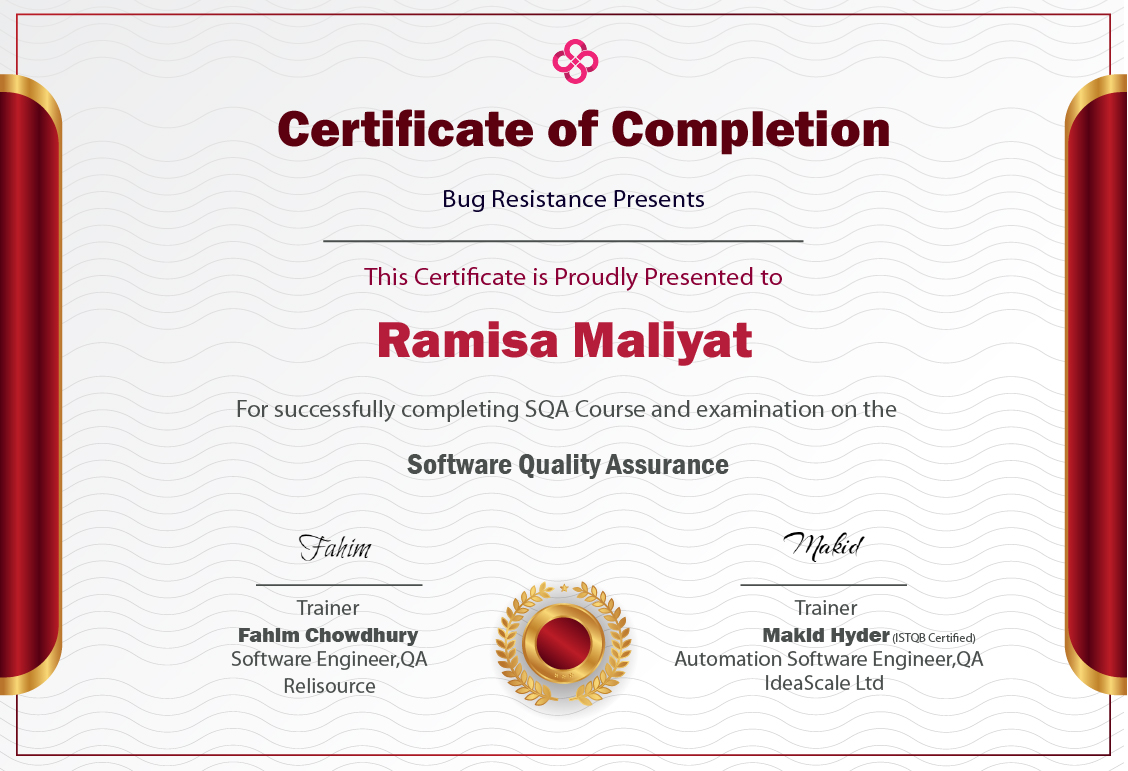 Certificate of Completion
Bug Resistance Presents
This Certificate is Proudly Presented to
Ramisa Maliyat
For successfully completing SQA Course and examination on the
Software Quality Assurance
Fahim
Trainer
Fahim Chowdhury
Software Engineer,QA
Relisource
Makid
Trainer
Makid Hyder (ISTQB Certified)
Automation Software Engineer,QA
IdeaScale Ltd